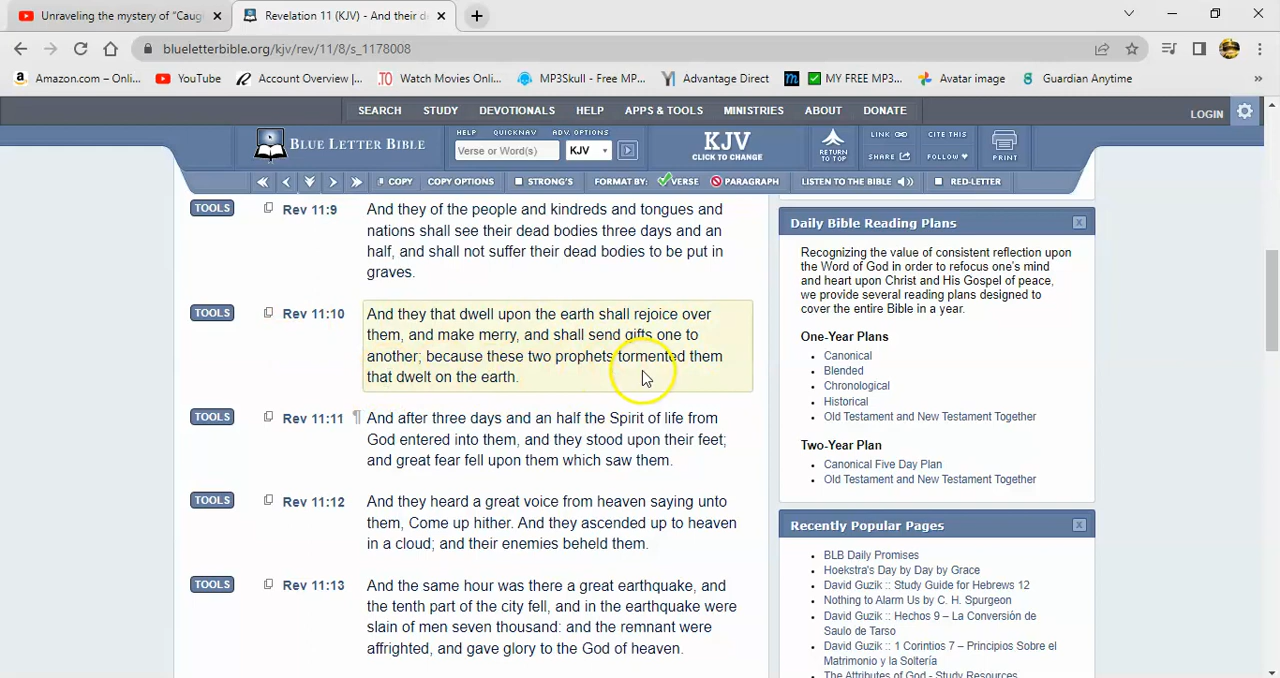 Unraveling the mystery of “Caug
Revelation 11 (KJV) - And their d
blueletterbible.org/kjv/rev/11/8/s_1178008
Amazon.com – Onli...
YouTube
Account Overview |...
Watch Movies Onlin...
MP3Skull - Free MP...
Advantage Direct
MY FREE MP3...
Avatar image
Guardian Anytime
»
SEARCH
STUDY
DEVOTIONALS
HELP
APPS & TOOLS
MINISTRIES
ABOUT
DONATE
LOGIN
BLUE LETTER BIBLE
HELP QUICKNAV ADV. OPTIONS
Verse or Word(s)
KJV
KJV
CLICK TO CHANGE
RETURN
TO TOP
LINK
CITE THIS
SHARE
FOLLOW
PRINT
COPY
COPY OPTIONS
STRONG'S
FORMAT BY:
VERSE
PARAGRAPH
LISTEN TO THE BIBLE
RED-LETTER
TOOLS
Rev 11:9
And they of the people and kindreds and tongues and
nations shall see their dead bodies three days and an
half, and shall not suffer their dead bodies to be put in
graves.
TOOLS
Rev 11:10
And they that dwell upon the earth shall rejoice over
them, and make merry, and shall send gifts one to
another; because these two prophets tormented them
that dwelt on the earth.
TOOLS
Rev 11:11
¶
And after three days and an half the Spirit of life from
God entered into them, and they stood upon their feet;
and great fear fell upon them which saw them.
TOOLS
Rev 11:12
And they heard a great voice from heaven saying unto
them, Come up hither. And they ascended up to heaven
in a cloud; and their enemies beheld them.
TOOLS
Rev 11:13
And the same hour was there a great earthquake, and
the tenth part of the city fell, and in the earthquake were
slain of men seven thousand: and the remnant were
affrighted, and gave glory to the God of heaven.
Daily Bible Reading Plans
Recognizing the value of consistent reflection upon
the Word of God in order to refocus one's mind
and heart upon Christ and His Gospel of peace,
we provide several reading plans designed to
cover the entire Bible in a year.
One-Year Plans
• Canonical
• Blended
• Chronological
• Historical
• Old Testament and New Testament Together
Two-Year Plan
• Canonical Five Day Plan
• Old Testament and New Testament Together
Recently Popular Pages
• BLB Daily Promises
• Hoekstra's Day by Day by Grace
• David Guzik :: Study Guide for Hebrews 12
• Nothing to Alarm Us by C. H. Spurgeon
• David Guzik :: Hechos 9 – La Conversión de
Saulo de Tarso
• David Guzik :: 1 Corintios 7 – Principios Sobre el
Matrimonio y la Soltería
• The Attributes of God - Study Resources